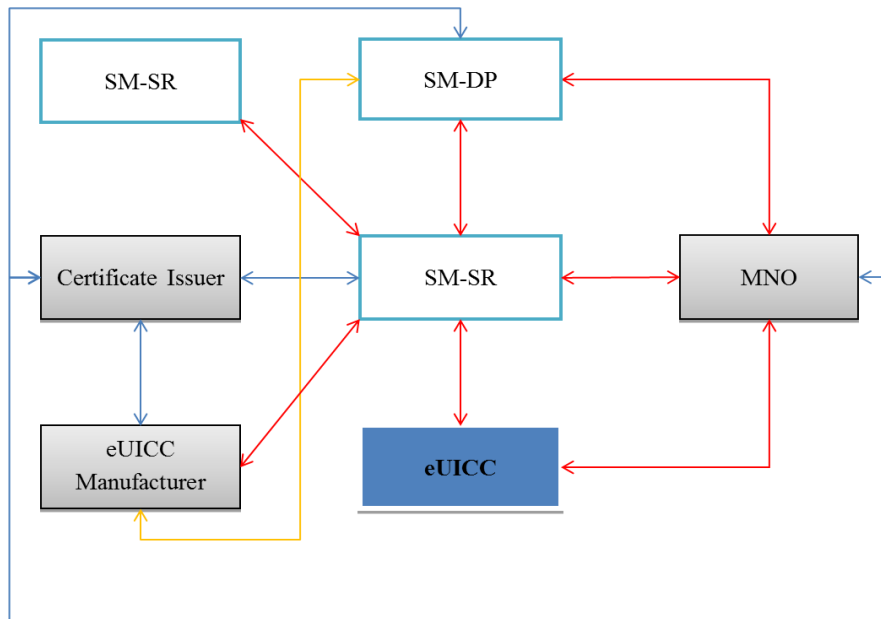 SM-SR
SM-DP
Certificate Issuer
SM-SR
MNO
eUICC
Manufacturer
eUICC